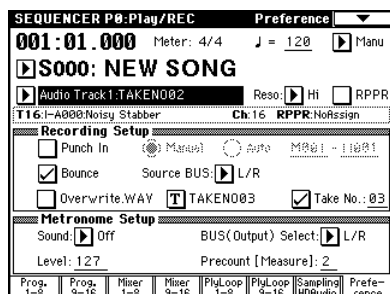 SEQUENCER P0:Play/REC Preference
001:01.000 Meter: 4/4 ♩ = 120 Manu
S000: NEW SONG
Audio Track1:TAKENO02 Reso: Hi RPPR
T16:I-A000:Noisy Stabber Ch:16 RPPR:NoAssign
Recording Setup
Punch In Manual Auto M001 - M001
Bounce Source BUS: L/R
Overwrite.WAV T TAKENO03 Take No.: 03
Metronome Setup
Sound: Off BUS(Output) Select: L/R
Level: 127 Precount [Measure]: 2
Prog. 1-8 Prog. 9-16 Mixer 1-8 Mixer 9-16 PlyLoop 1-8 PlyLoop 9-16 Sampling HDAudio Prefe-rence